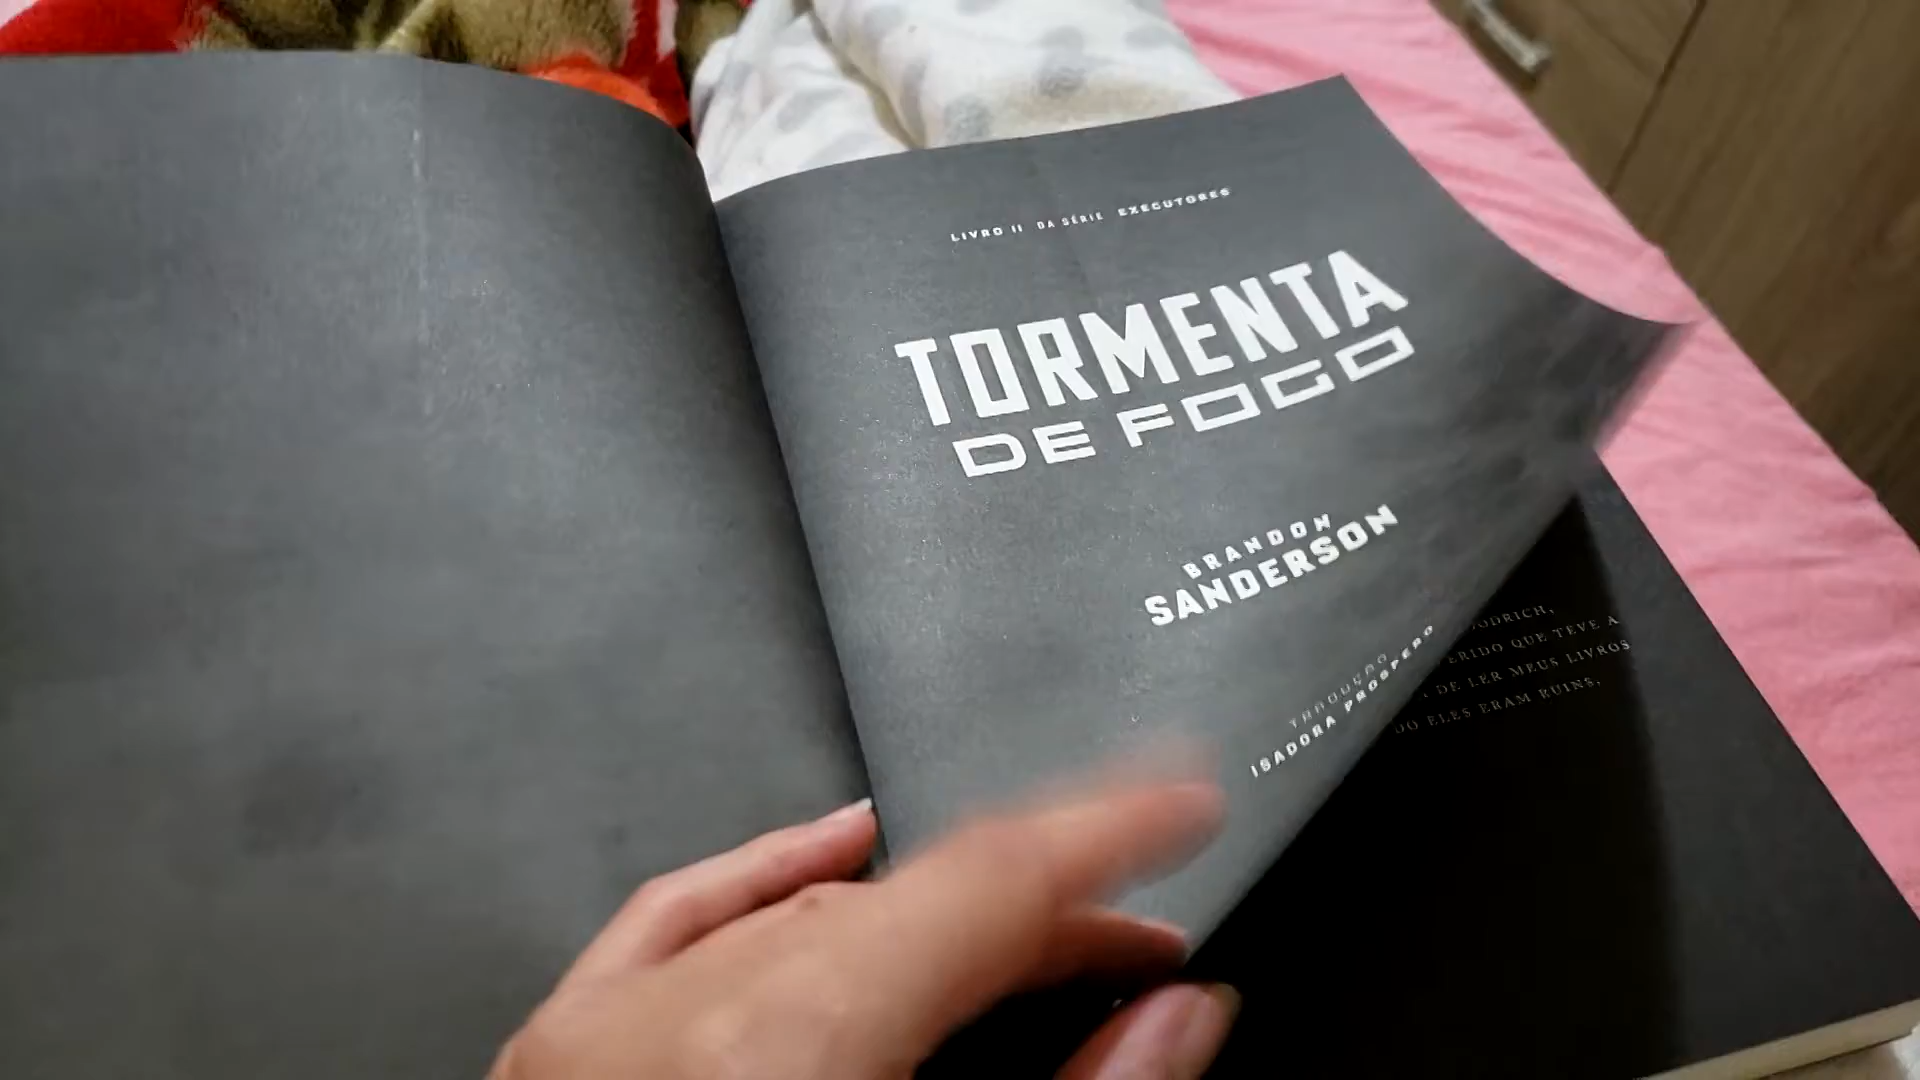 LIVRO II DA SÉRIE EXECUTORES
TORMENTA
DE FOGO
BRANDON
SANDERSON
TRADUÇÃO
ISADORA PROSPERO
QUE TEVE A
DE LER MEUS LIVROS
ELES ERAM RUINS.